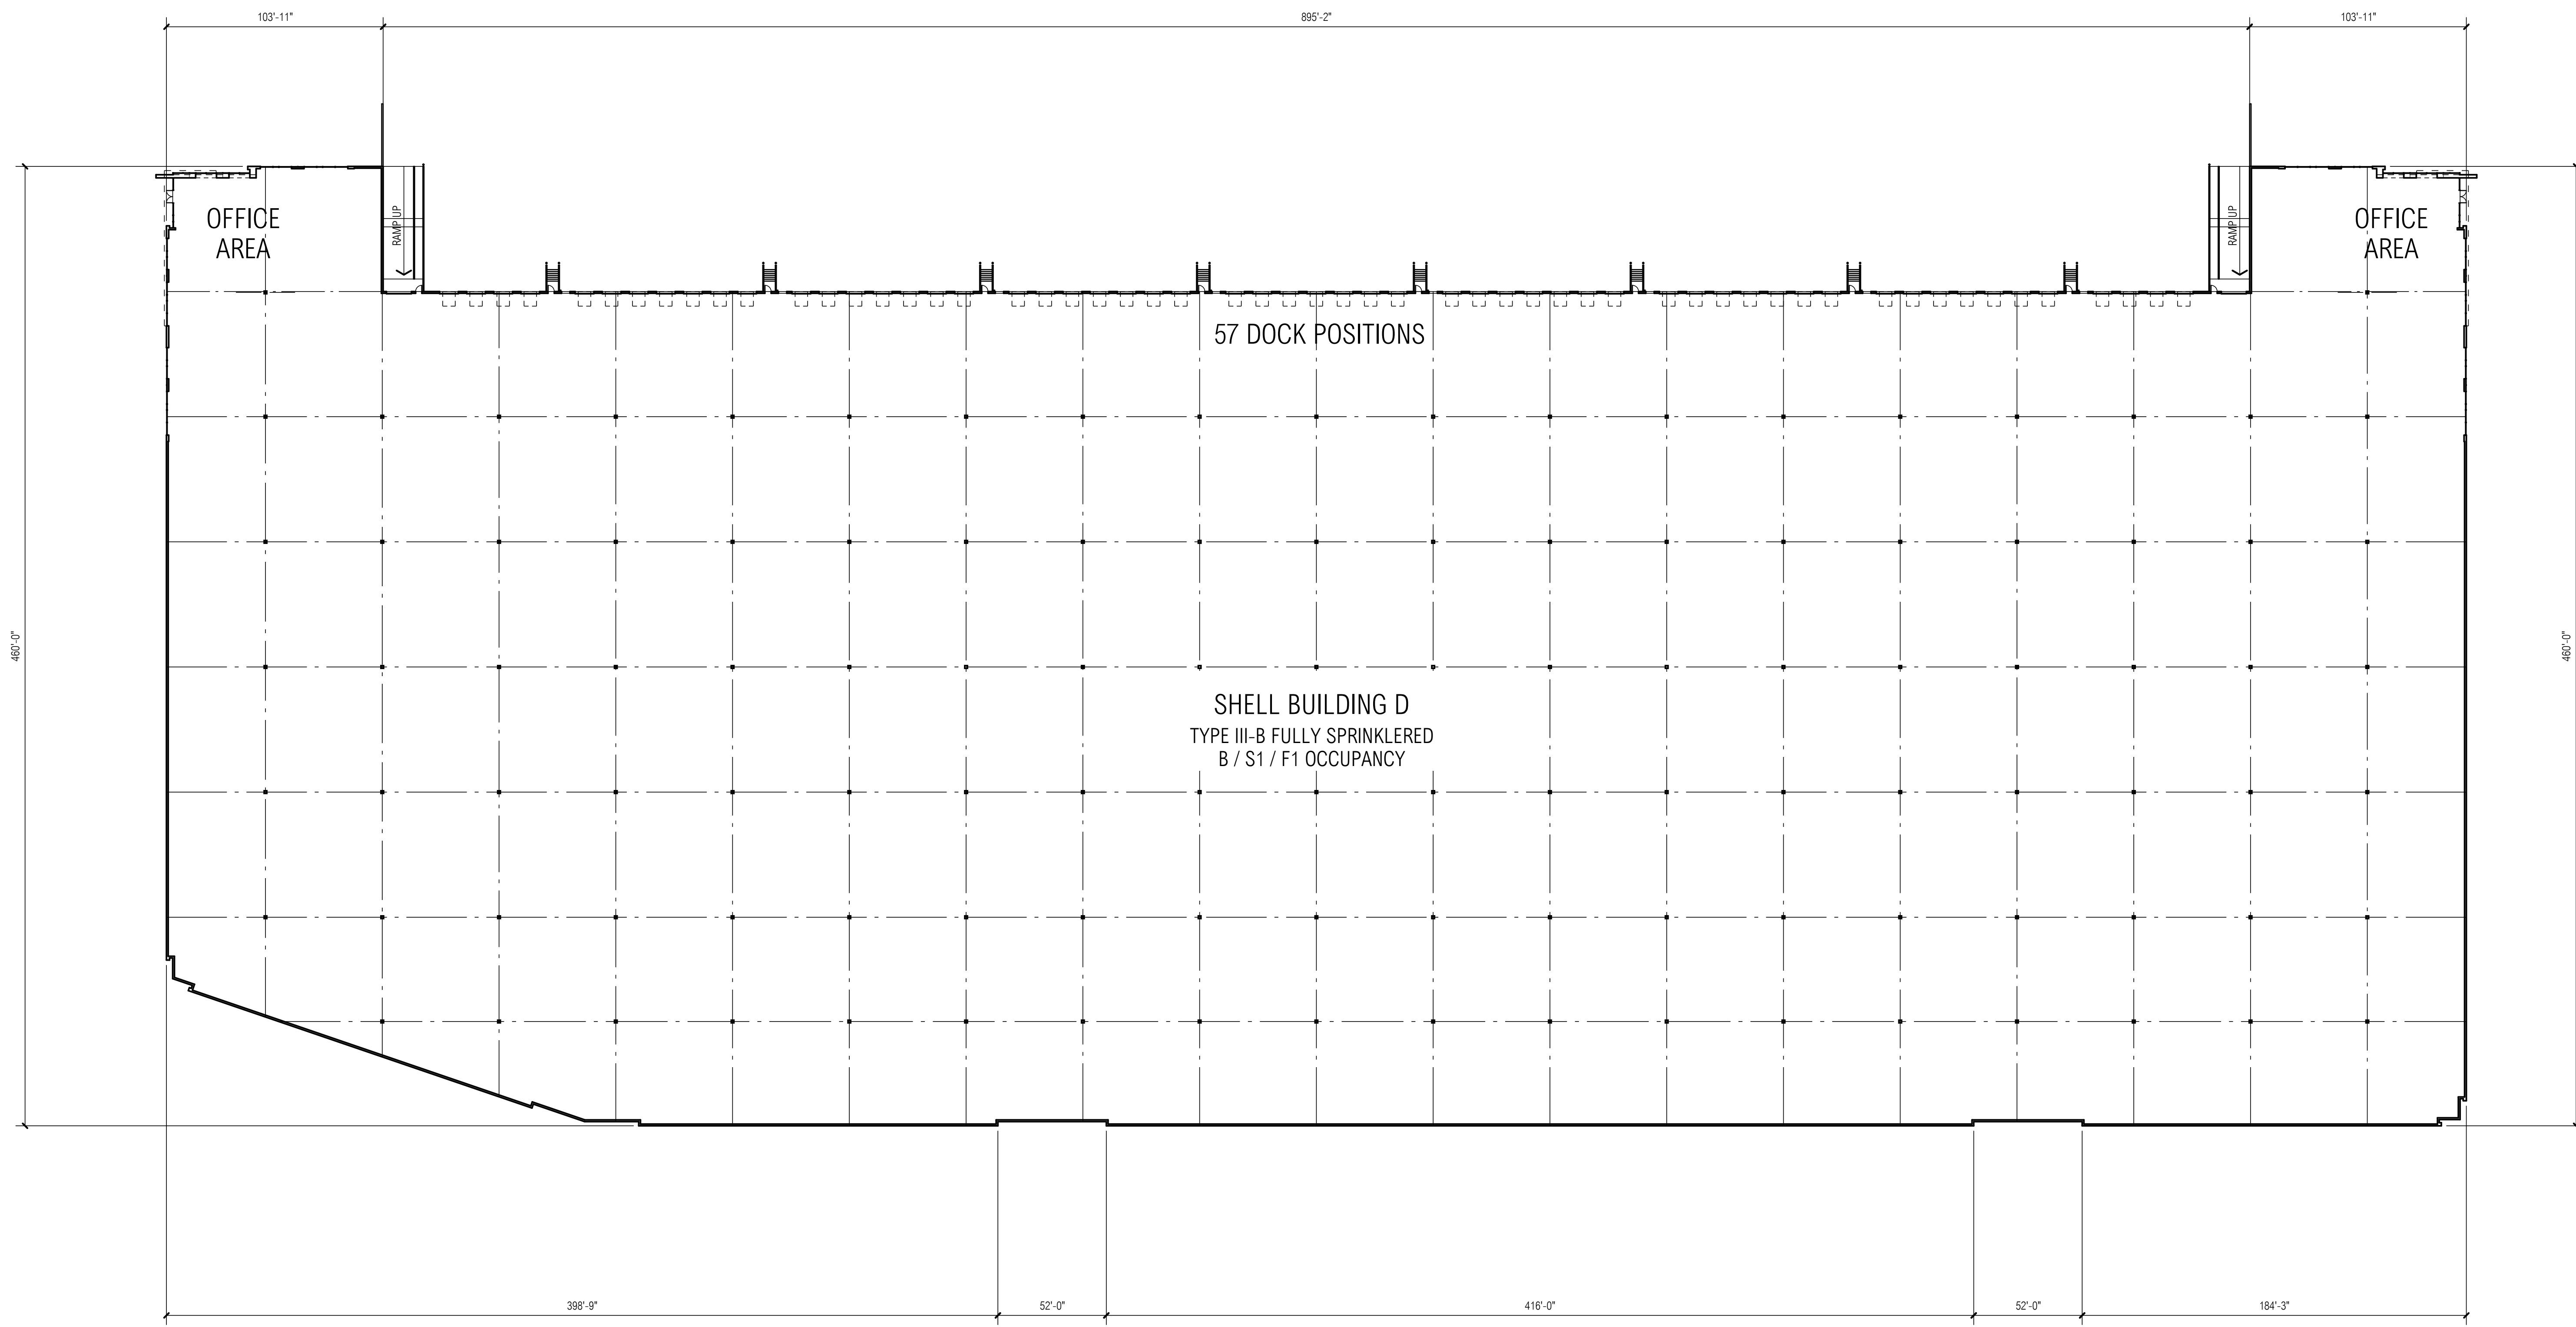 103'-11"
895'-2"
103'-11"
OFFICE
AREA
RAMP UP
RAMP UP
OFFICE
AREA
57 DOCK POSITIONS
460'-0"
460'-0"
SHELL BUILDING D
TYPE III-B FULLY SPRINKLERED
B / S1 / F1 OCCUPANCY
398'-9"
52'-0"
416'-0"
52'-0"
184'-3"